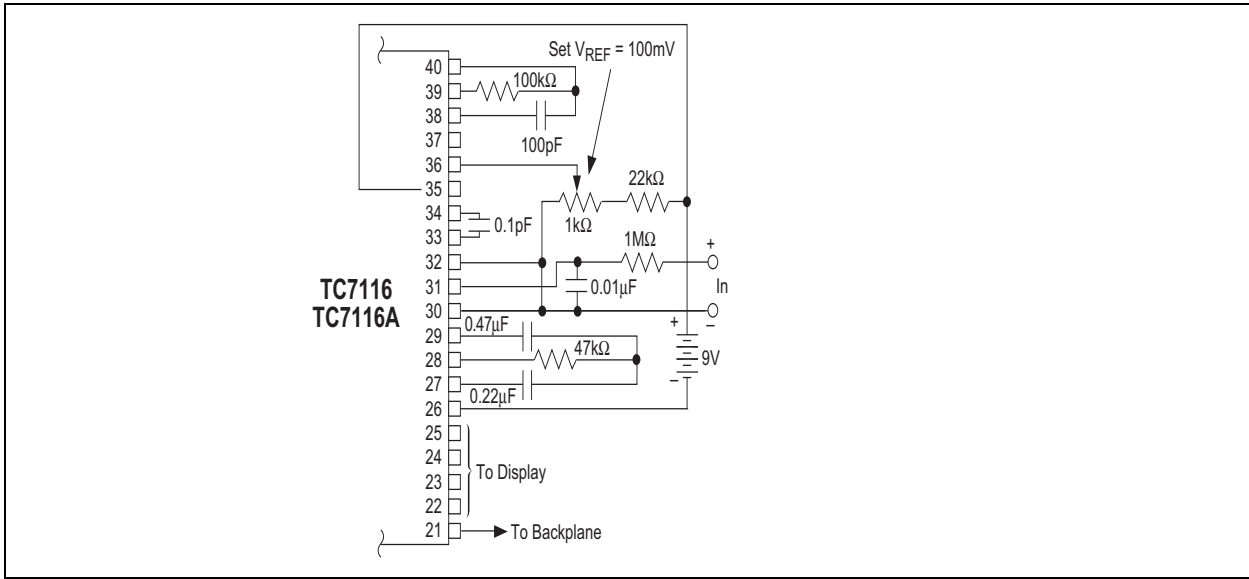 Set VREF = 100mV
40
39
100kΩ
38
100pF
37
36
35
22kΩ
1kΩ
34
0.1pF
33
32
1MΩ
+
31
0.01µF
In
30
–
TC7116
TC7116A
29
0.47µF
28
47kΩ
27
0.22µF
+
9V
–
26
25
24
To Display
23
22
21
To Backplane